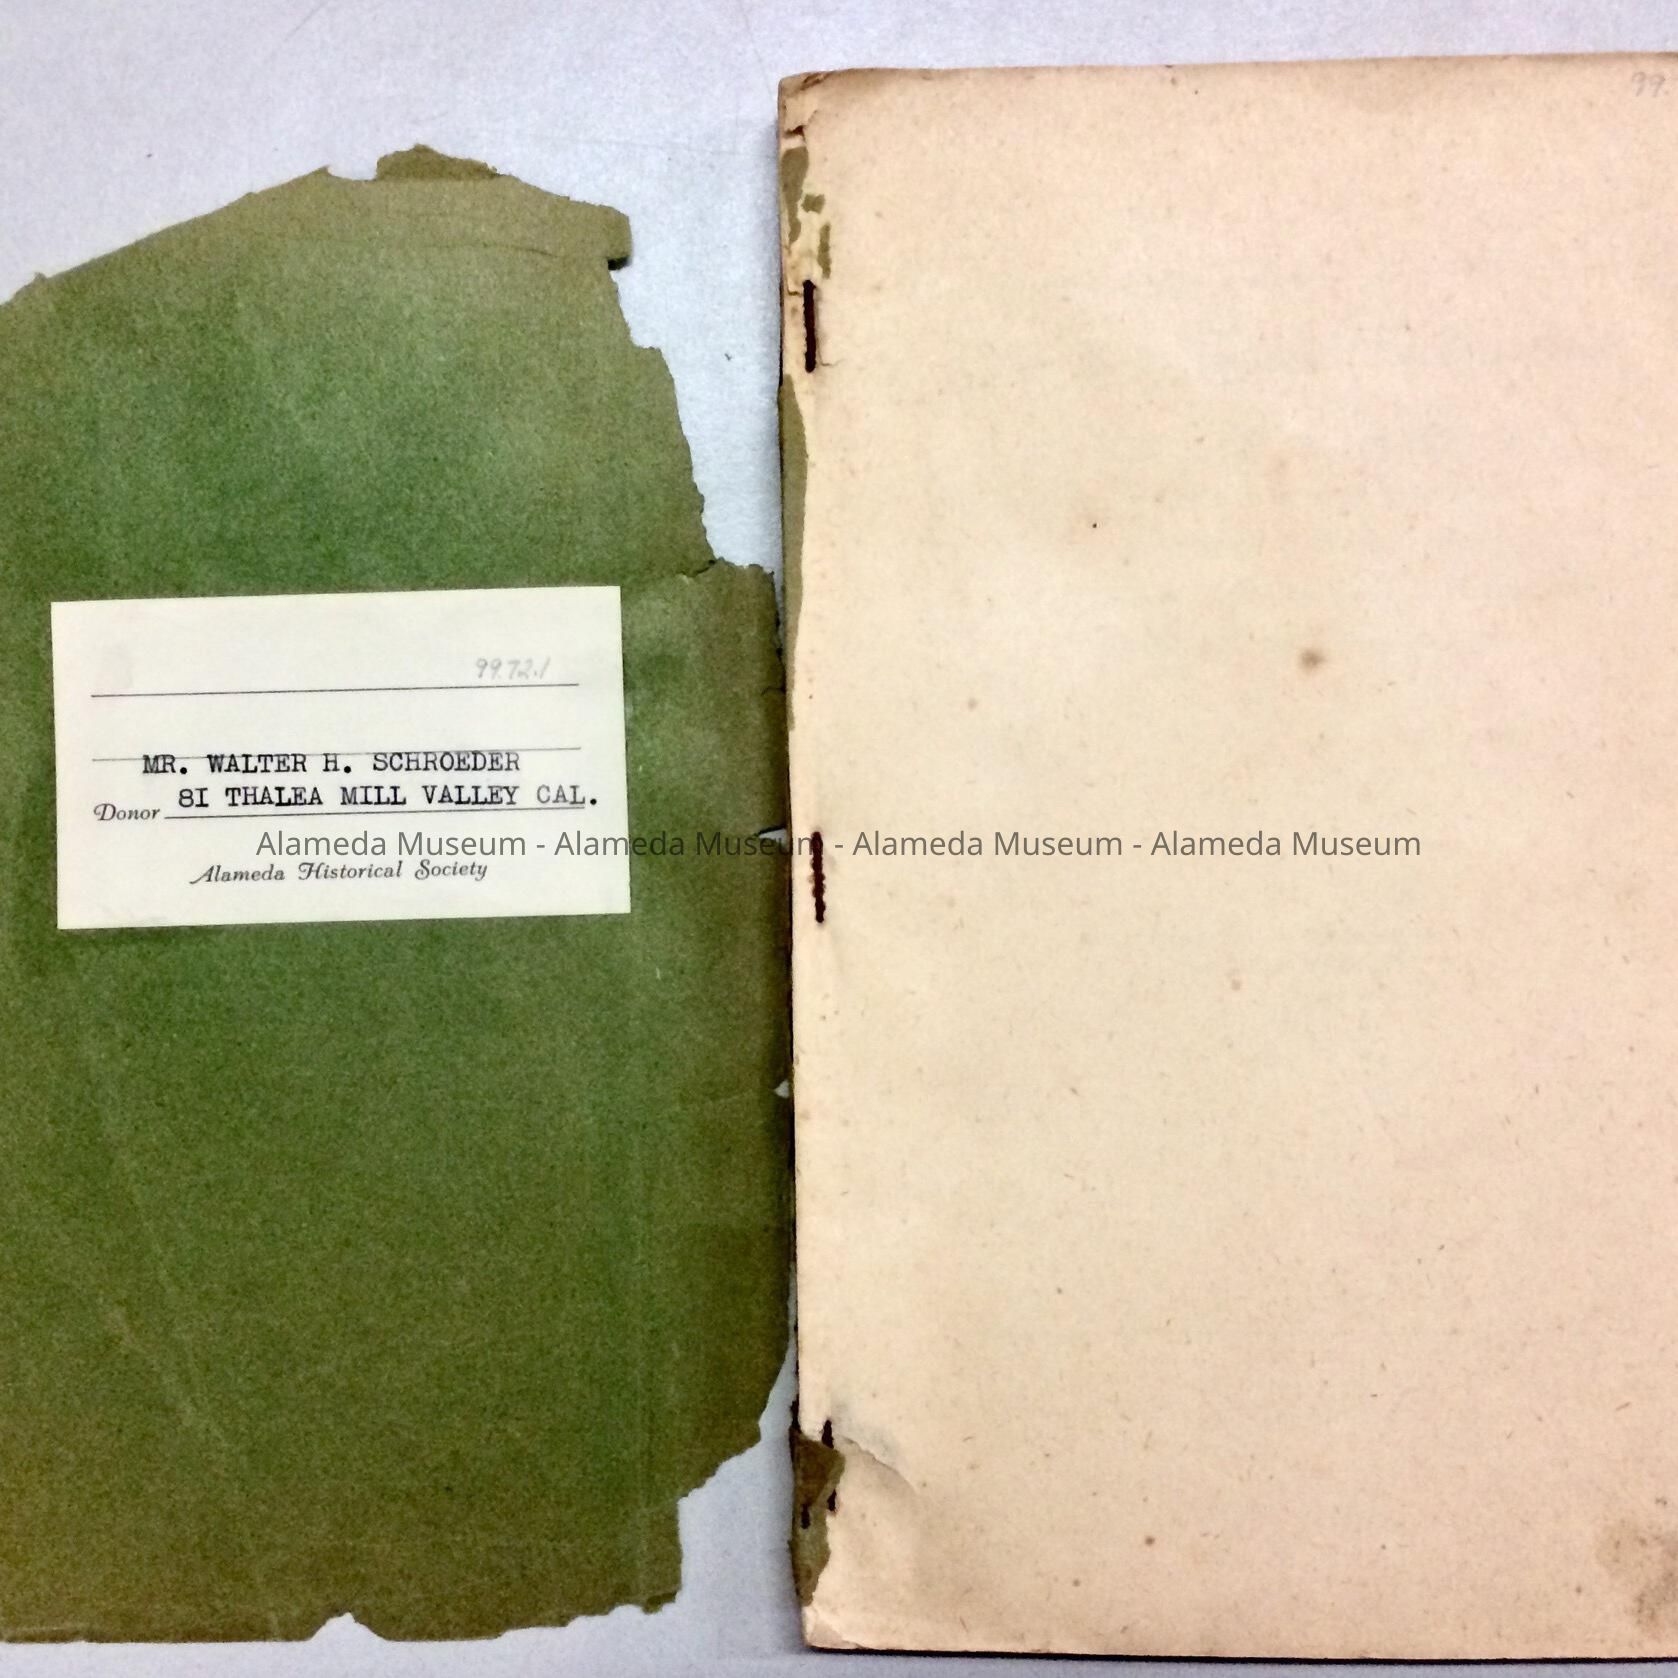 99.
99.72.1
MR. WALTER H. SCHROEDER
Donor 8I THALEA MILL VALLEY CAL.
Alameda Museum - Alameda Museum - Alameda Museum - Alameda Museum
Alameda Historical Society